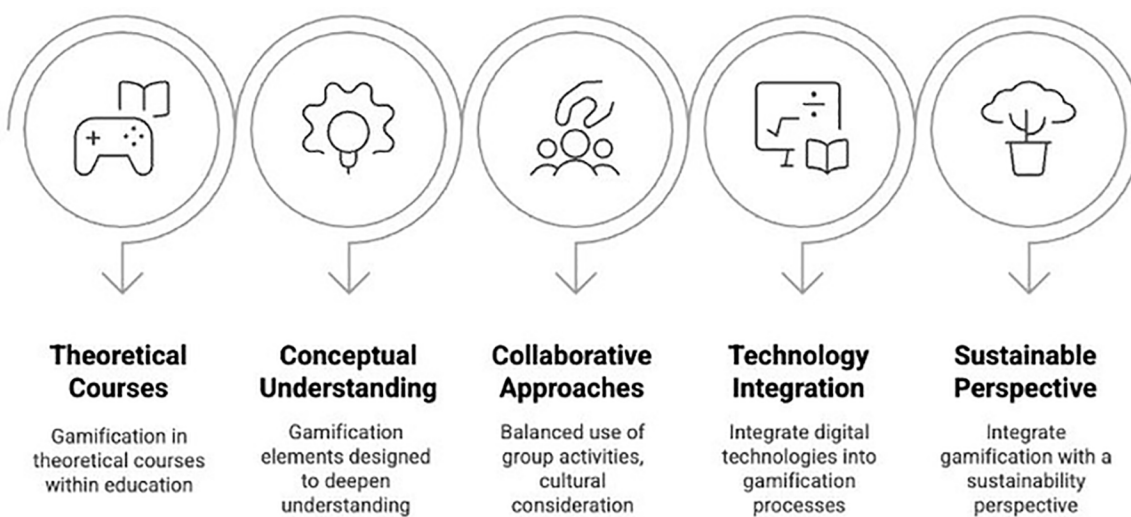 Theoretical
Courses
Gamification in
theoretical courses
within education
Conceptual
Understanding
Gamification
elements designed
to deepen
understanding
Collaborative
Approaches
Balanced use of
group activities,
cultural
consideration
Technology
Integration
Integrate digital
technologies into
gamification
processes
Sustainable
Perspective
Integrate
gamification with a
sustainability
perspective